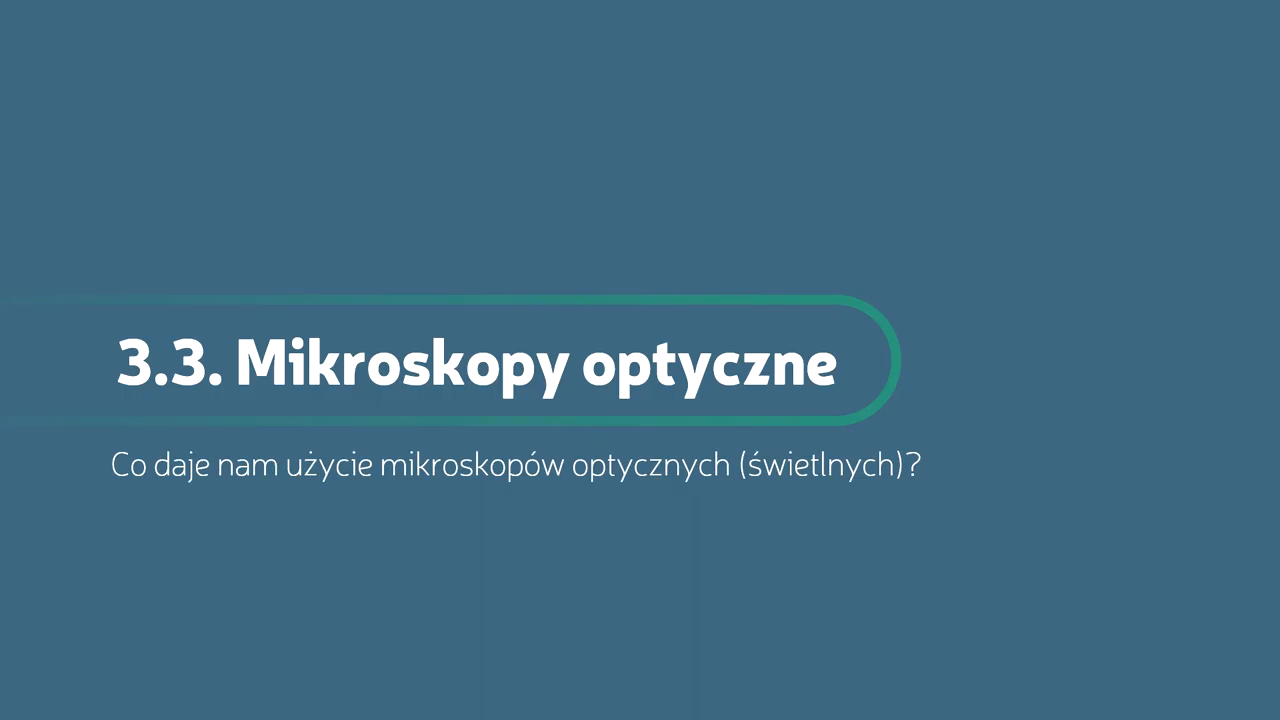 3.3. Mikroskopy optyczne
Co daje nam użycie mikroskopów optycznych (świetlnych)?